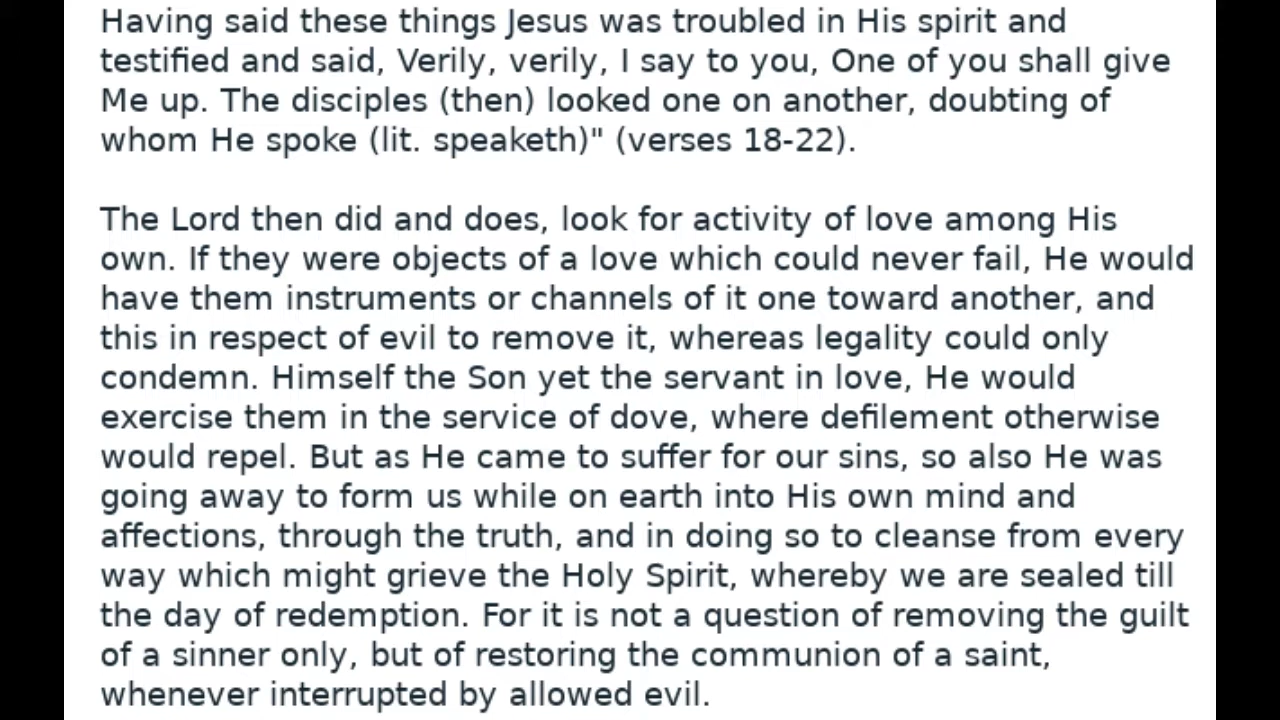 Having said these things Jesus was troubled in His spirit and
testified and said, Verily, verily, I say to you, One of you shall give
Me up. The disciples (then) looked one on another, doubting of
whom He spoke (lit. speaketh)" (verses 18-22).
The Lord then did and does, look for activity of love among His
own. If they were objects of a love which could never fail, He would
have them instruments or channels of it one toward another, and
this in respect of evil to remove it, whereas legality could only
condemn. Himself the Son yet the servant in love, He would
exercise them in the service of dove, where defilement otherwise
would repel. But as He came to suffer for our sins, so also He was
going away to form us while on earth into His own mind and
affections, through the truth, and in doing so to cleanse from every
way which might grieve the Holy Spirit, whereby we are sealed till
the day of redemption. For it is not a question of removing the guilt
of a sinner only, but of restoring the communion of a saint,
whenever interrupted by allowed evil.